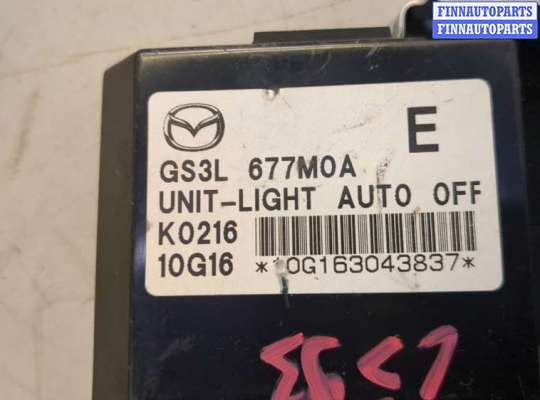 FINNAUTOPARTS
FINNAUTOPARTS
E
GS3L 677M0A
UNIT-LIGHT AUTO OFF
K0216
10G16 *10G163043837*